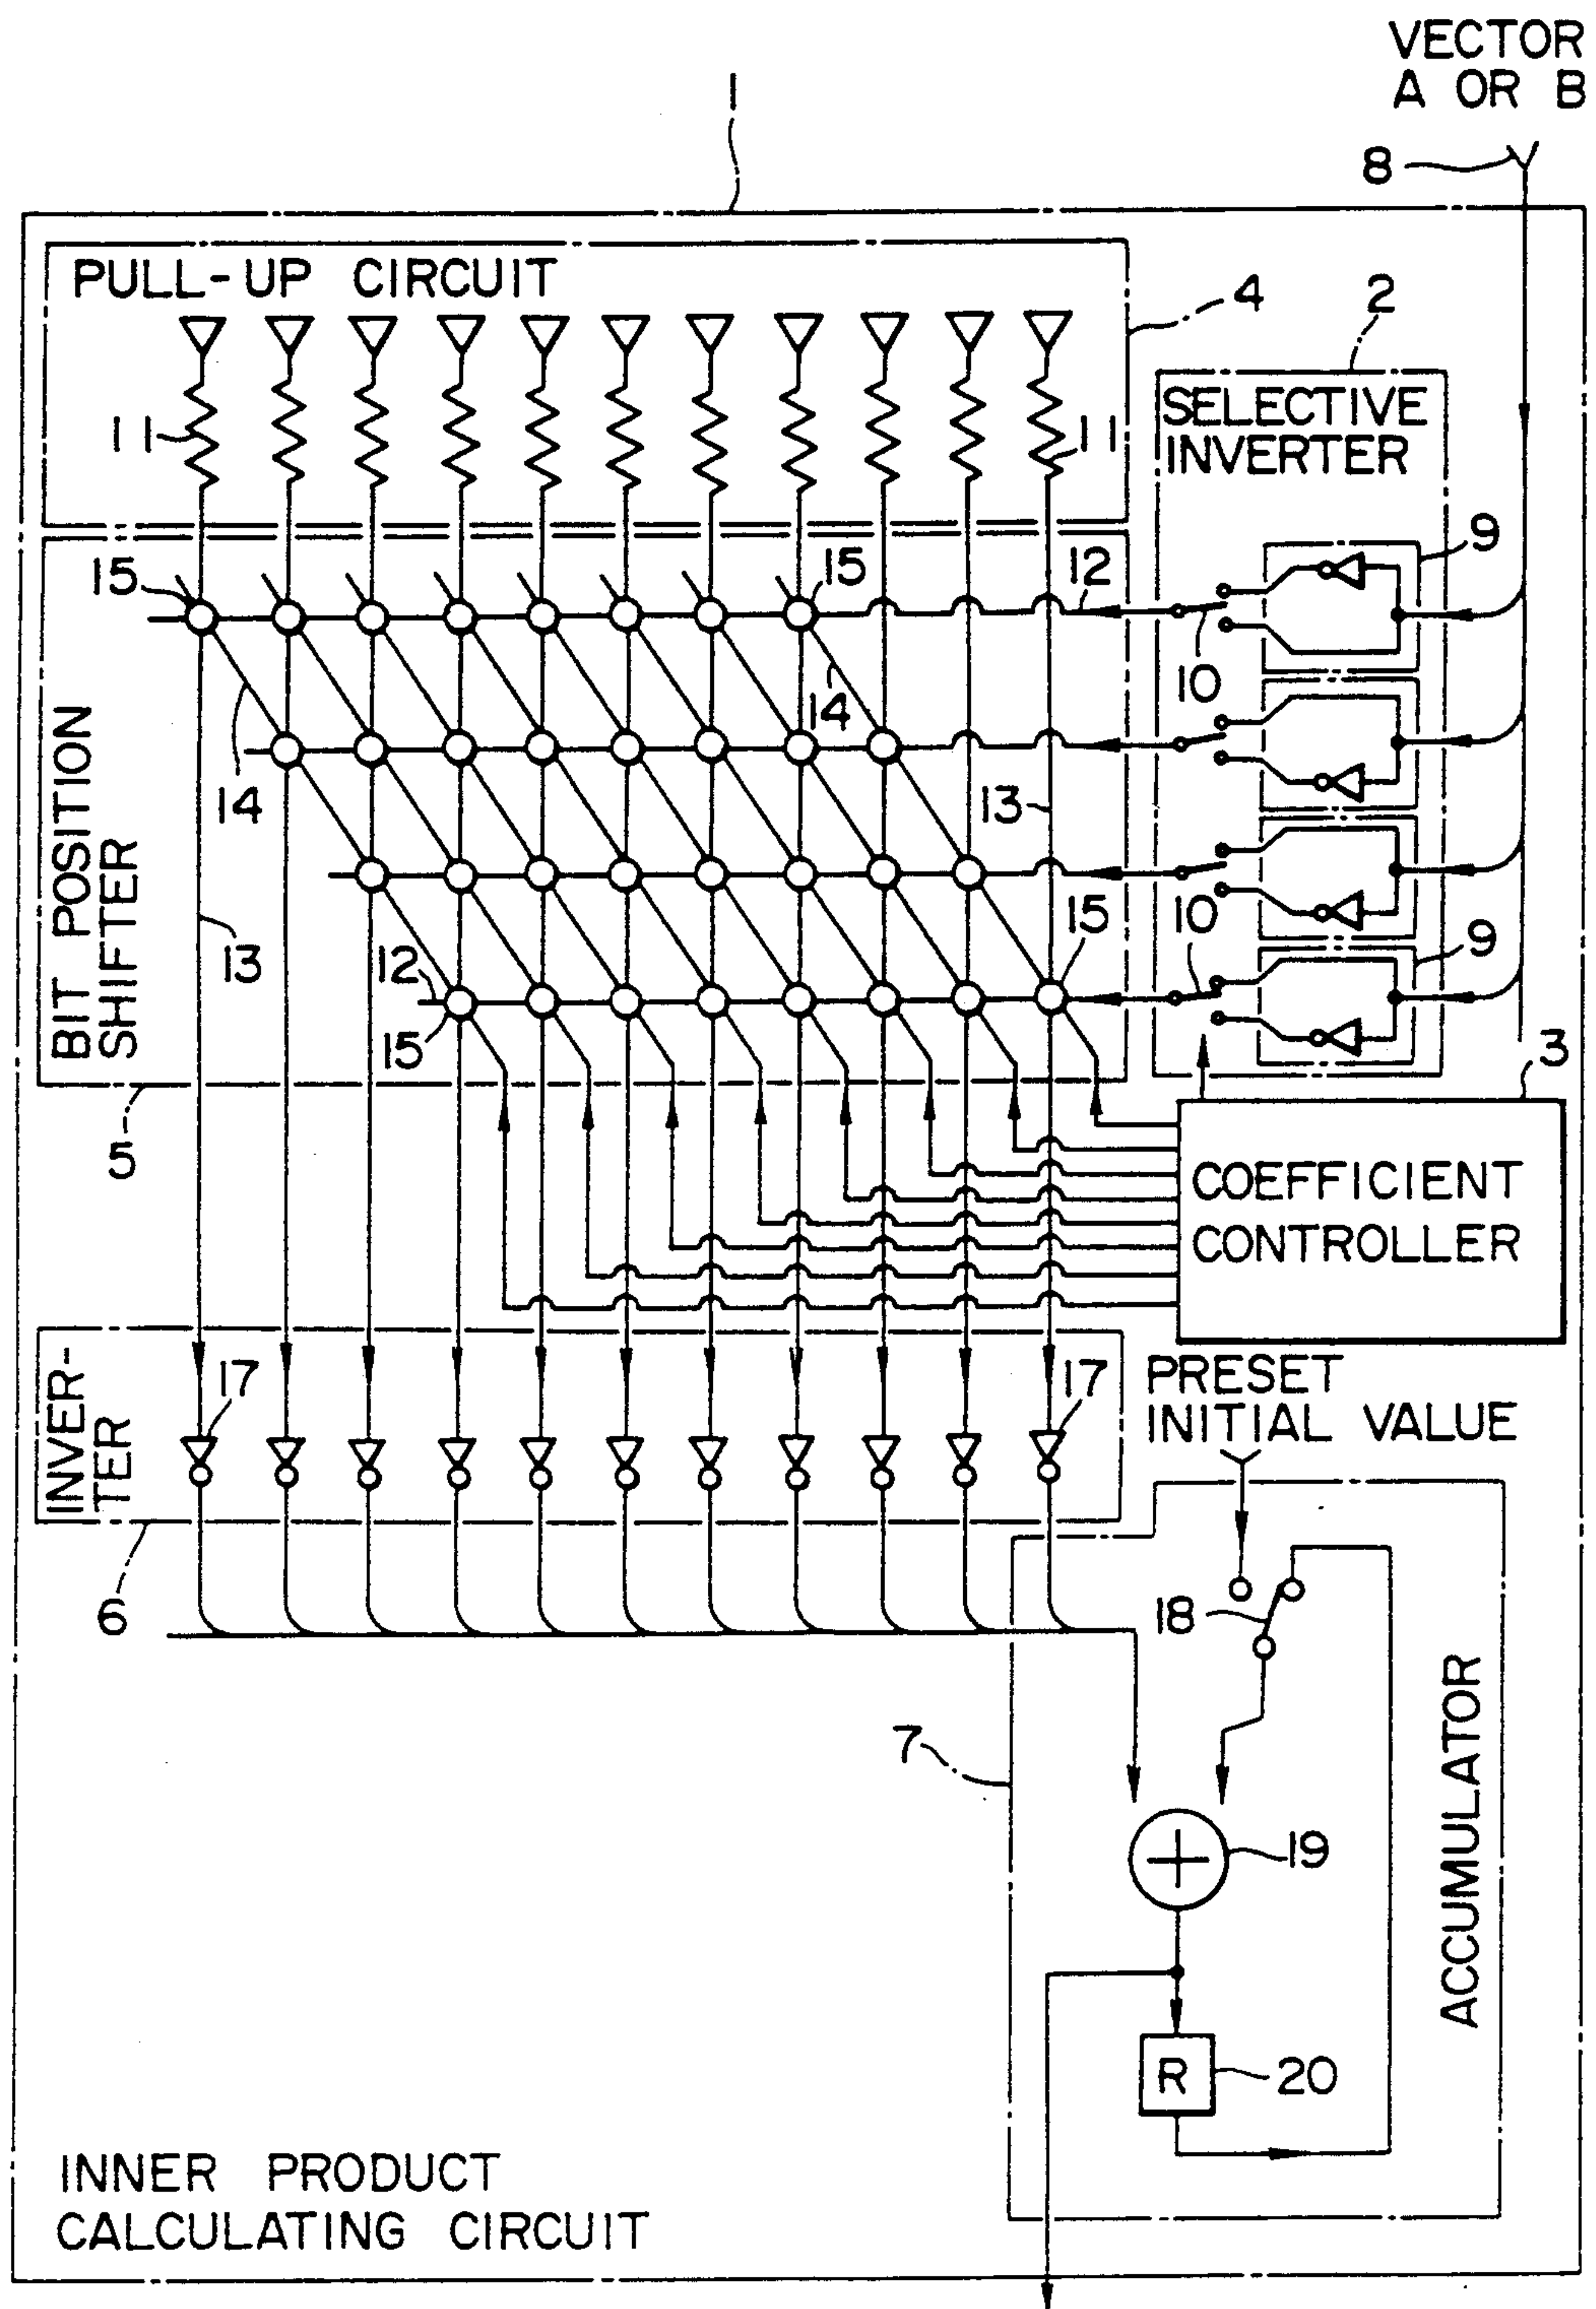 VECTOR
A OR B
1
8
PULL-UP CIRCUIT
4
2
SELECTIVE
INVERTER
11
11
9
15
15
12
10
14
14
13
BIT POSITION
SHIFTER
13
12
15
10
9
15
3
5
COEFFICIENT
CONTROLLER
INVER-
TER
17
17
PRESET
INITIAL VALUE
6
18
7
19
ACCUMULATOR
R
20
INNER PRODUCT
CALCULATING CIRCUIT